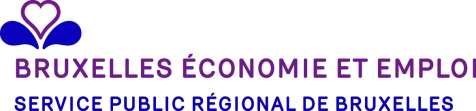 BRUXELLES ÉCONOMIE ET EMPLOI
SERVICE PUBLIC RÉGIONAL DE BRUXELLES